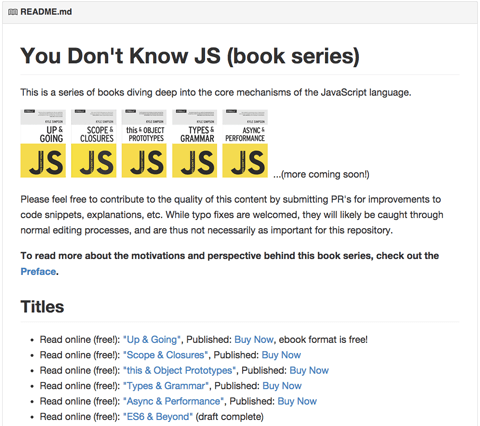 README.md
You Don't Know JS (book series)
This is a series of books diving deep into the core mechanisms of the JavaScript language.
KYLE SIMPSON KYLE SIMPSON KYLE SIMPSON KYLE SIMPSON KYLE SIMPSON
UP & GOING SCOPE & CLOSURES this & OBJECT PROTOTYPES TYPES & GRAMMAR ASYNC & PERFORMANCE
JS JS JS JS JS ...(more coming soon!)
Please feel free to contribute to the quality of this content by submitting PR's for improvements to
code snippets, explanations, etc. While typo fixes are welcomed, they will likely be caught through
normal editing processes, and are thus not necessarily as important for this repository.
To read more about the motivations and perspective behind this book series, check out the
Preface.
Titles
• Read online (free!): "Up & Going", Published: Buy Now, ebook format is free!
• Read online (free!): "Scope & Closures", Published: Buy Now
• Read online (free!): "this & Object Prototypes", Published: Buy Now
• Read online (free!): "Types & Grammar", Published: Buy Now
• Read online (free!): "Async & Performance", Published: Buy Now
• Read online (free!): "ES6 & Beyond" (draft complete)